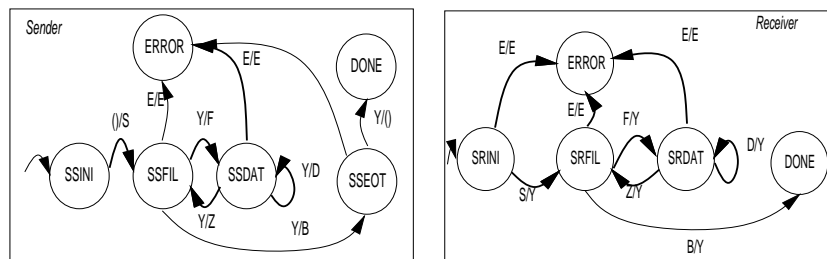 Sender
ERROR
E/E
DONE
E/E
()/S
Y/F
Y/()
SSINI
SSFIL
SSDAT
Y/D
SSEOT
Y/Z
Y/B
Receiver
E/E
E/E
ERROR
E/E
F/Y
SRINI
SRFIL
SRDAT
D/Y
DONE
S/Y
Z/Y
B/Y